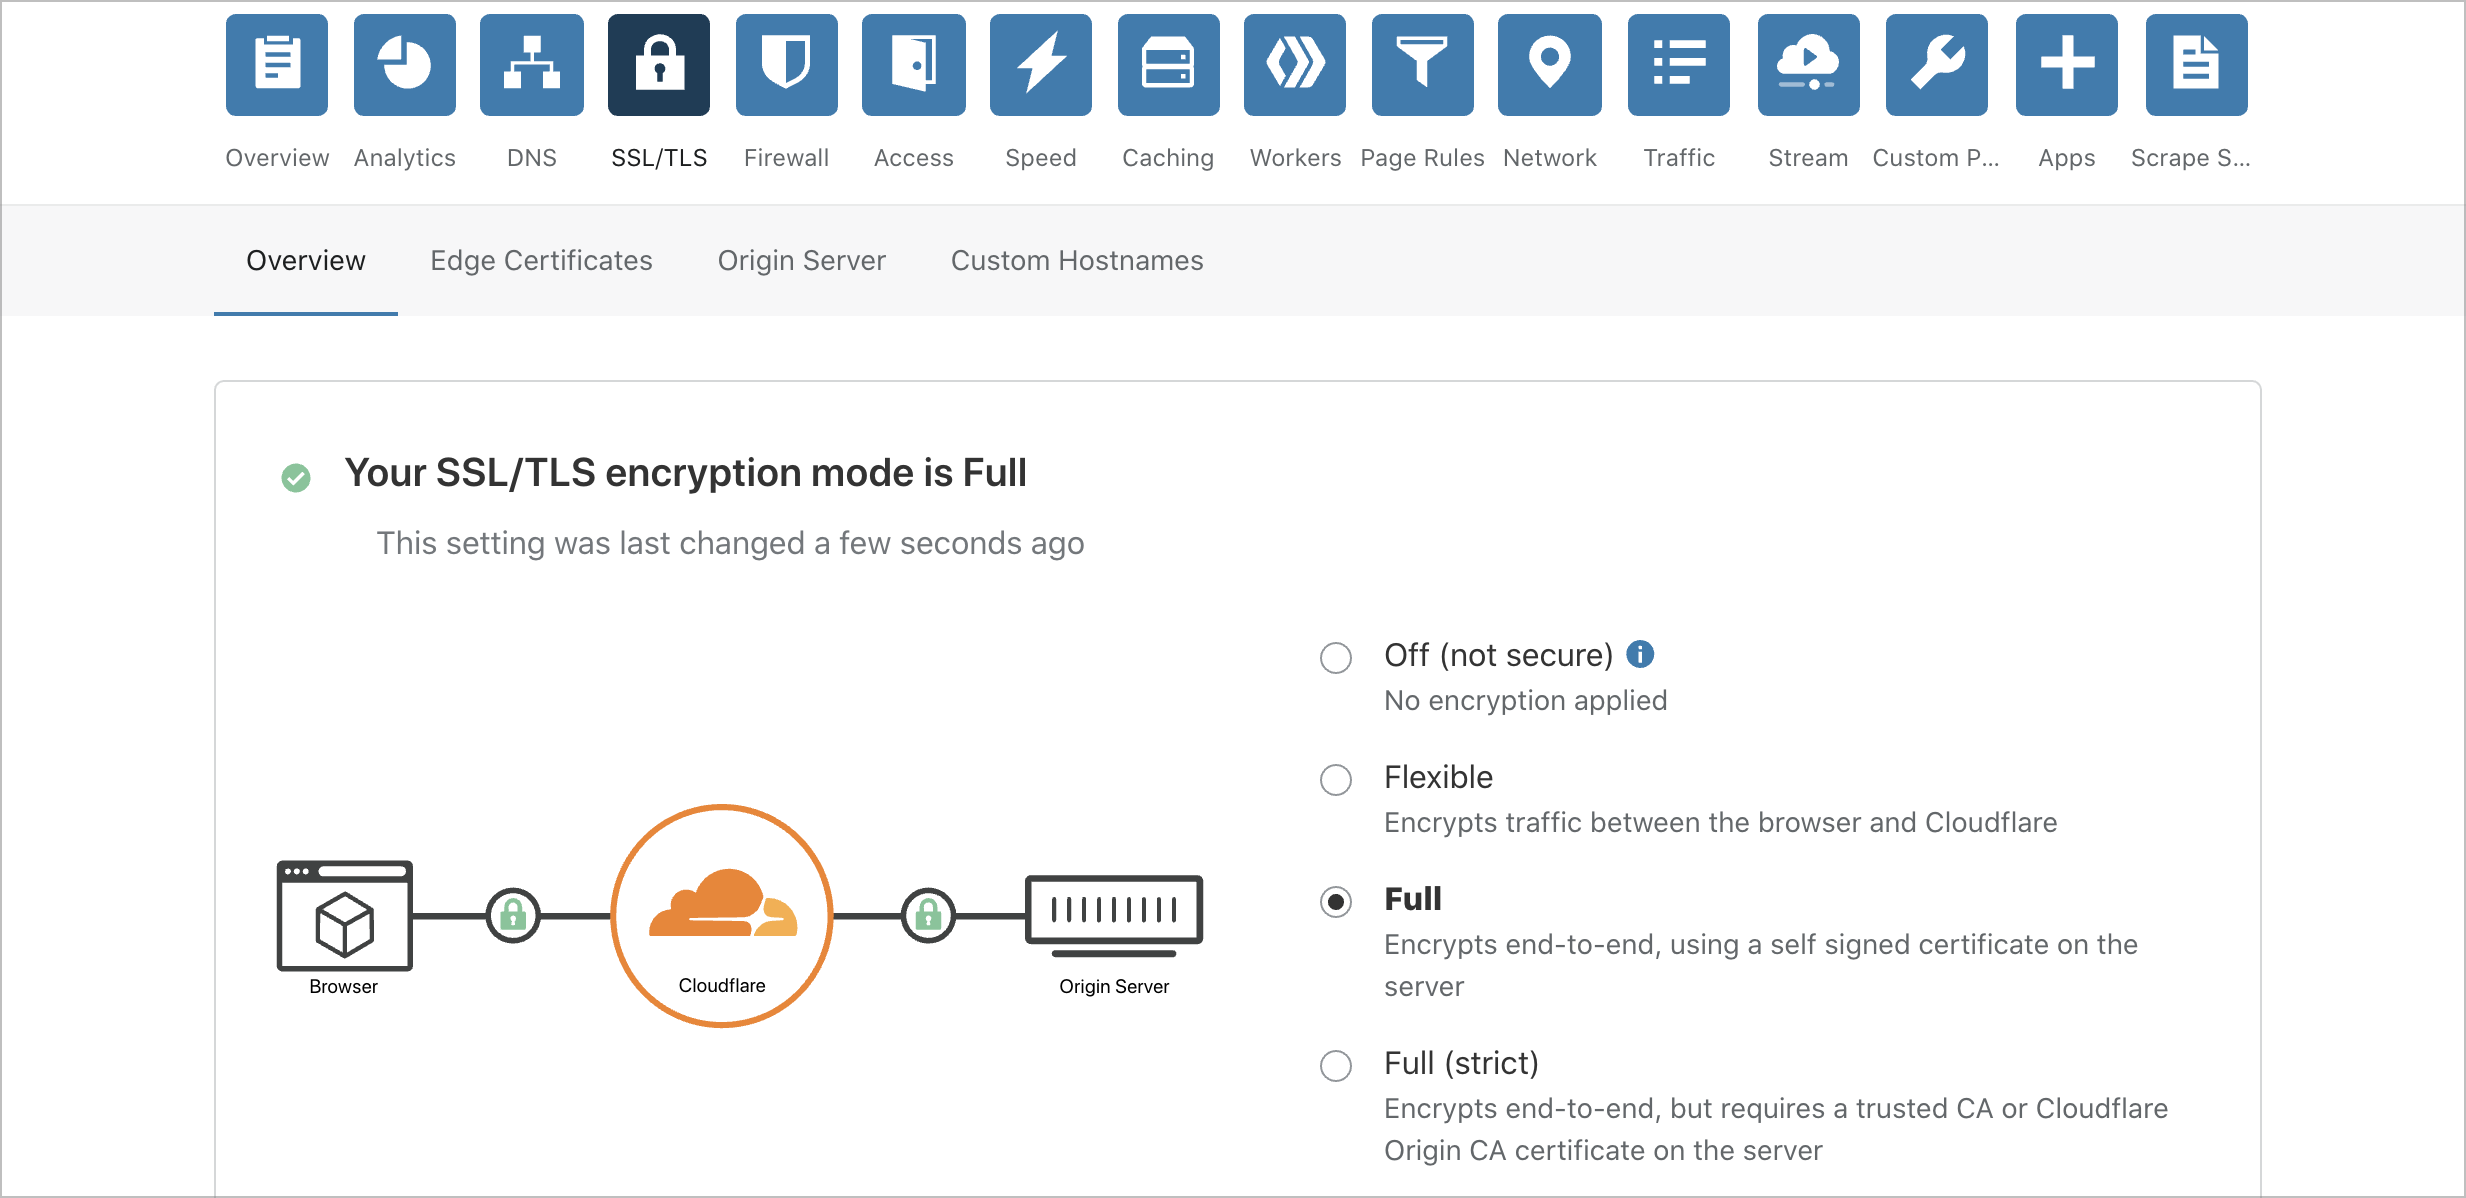 Overview Analytics DNS SSL/TLS Firewall Access Speed Caching Workers Page Rules Network Traffic Stream Custom P... Apps Scrape S...
Overview Edge Certificates Origin Server Custom Hostnames
Your SSL/TLS encryption mode is Full
This setting was last changed a few seconds ago
Browser
Cloudflare
Origin Server
Off (not secure)
No encryption applied
Flexible
Encrypts traffic between the browser and Cloudflare
Full
Encrypts end-to-end, using a self signed certificate on the
server
Full (strict)
Encrypts end-to-end, but requires a trusted CA or Cloudflare
Origin CA certificate on the server